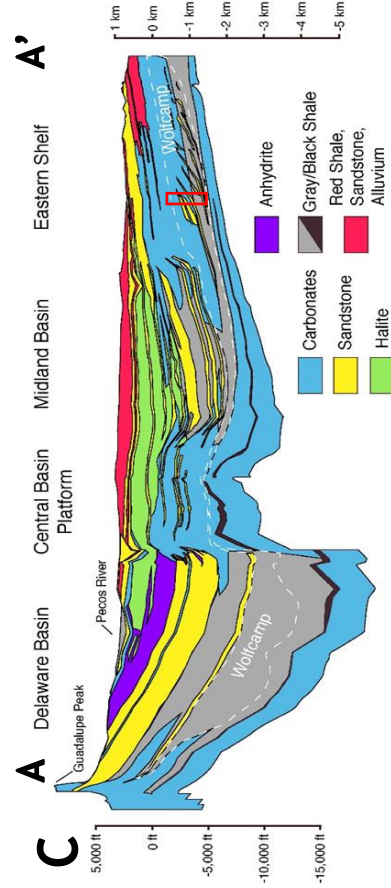 C
A
A'
Delaware Basin
Central Basin
Platform
Midland Basin
Eastern Shelf
Guadalupe Peak
Pecos River
5,000 ft
0 ft
-5,000 ft
-10,000 ft
-15,000 ft
1 km
0 km
-1 km
-2 km
-3 km
-4 km
-5 km
Wolfcamp
Wolfcamp
Carbonates
Sandstone
Halite
Anhydrite
Gray/Black Shale
Red Shale,
Sandstone,
Alluvium